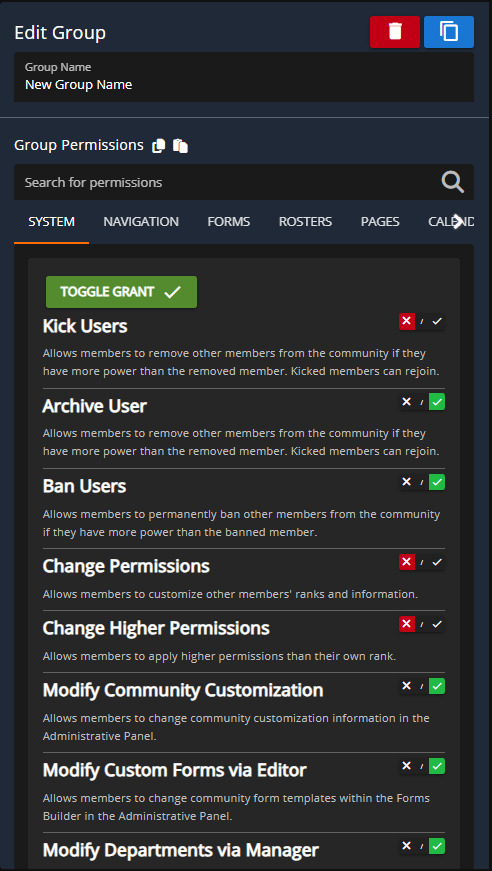 Edit Group
Group Name
New Group Name
Group Permissions
Search for permissions
SYSTEM NAVIGATION FORMS ROSTERS PAGES CALEND
TOGGLE GRANT
Kick Users
/
Allows members to remove other members from the community if they
have more power than the removed member. Kicked members can rejoin.
Archive User
/
Allows members to remove other members from the community if they
have more power than the removed member. Kicked members can rejoin.
Ban Users
/
Allows members to permanently ban other members from the community
if they have more power than the banned member.
Change Permissions
/
Allows members to customize other members' ranks and information.
Change Higher Permissions
/
Allows members to apply higher permissions than their own rank.
Modify Community Customization
/
Allows members to change community customization information in the
Administrative Panel.
Modify Custom Forms via Editor
/
Allows members to change community form templates within the Forms
Builder in the Administrative Panel.
Modify Departments via Manager
/